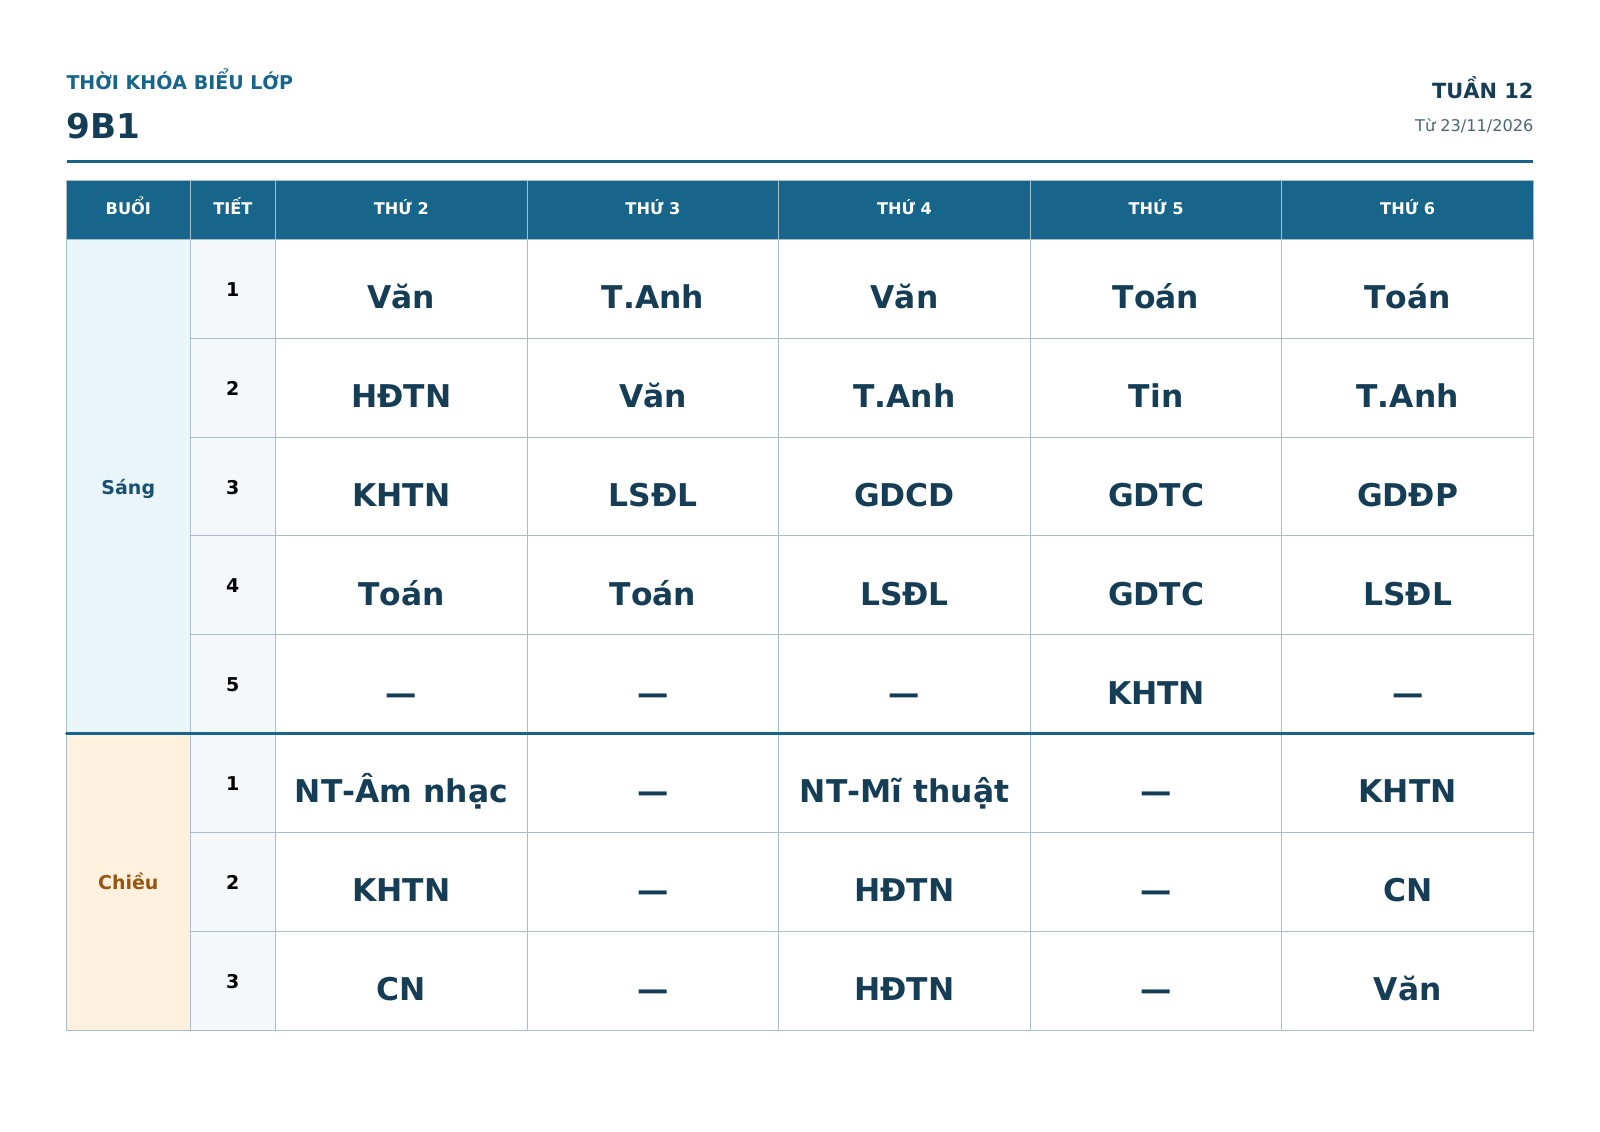 THỜI KHÓA BIỂU LỚP
9B1
TUẦN 12
Từ 23/11/2026
BUỔI TIẾT THỨ 2 THỨ 3 THỨ 4 THỨ 5 THỨ 6
Sáng
1 Văn T.Anh Văn Toán Toán
2 HĐTN Văn T.Anh Tin T.Anh
3 KHTN LSĐL GDCD GDTC GDĐP
4 Toán Toán LSĐL GDTC LSĐL
5 — — — KHTN —
Chiều
1 NT-Âm nhạc — NT-Mĩ thuật — KHTN
2 KHTN — HĐTN — CN
3 CN — HĐTN — Văn